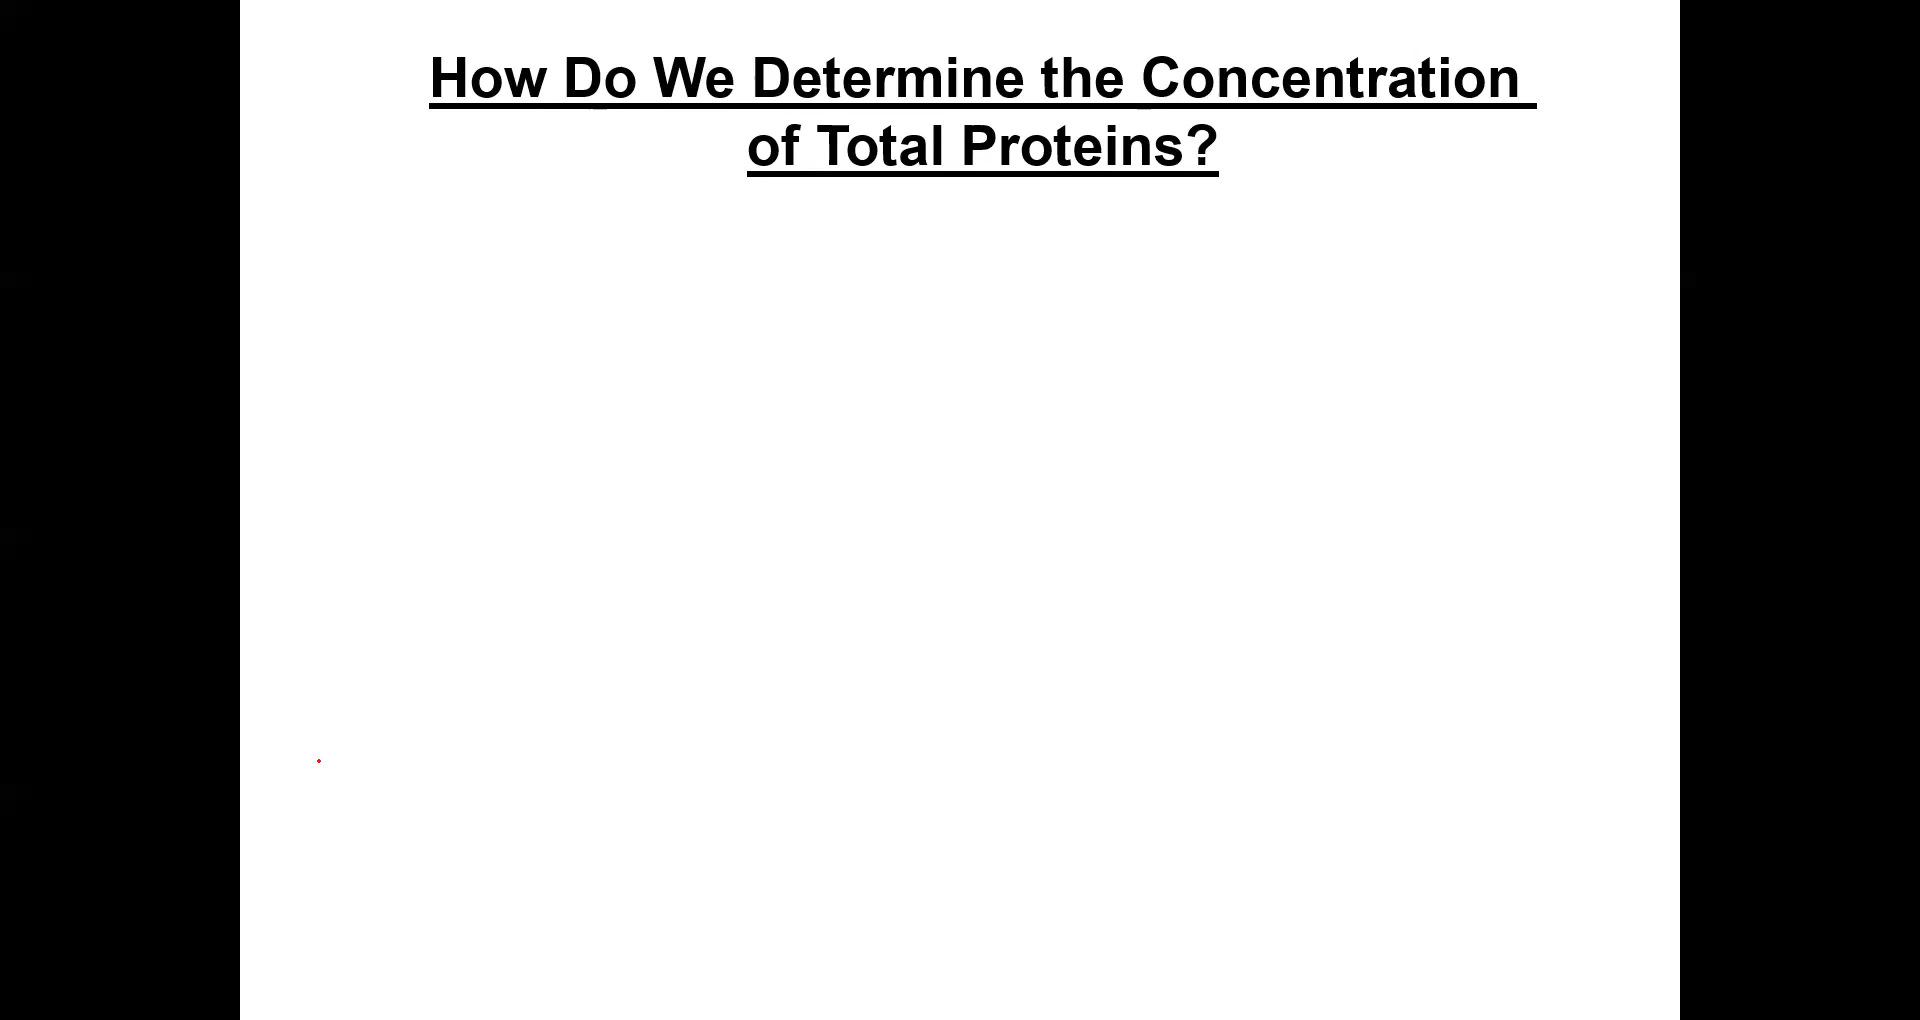 How Do We Determine the Concentration
of Total Proteins?